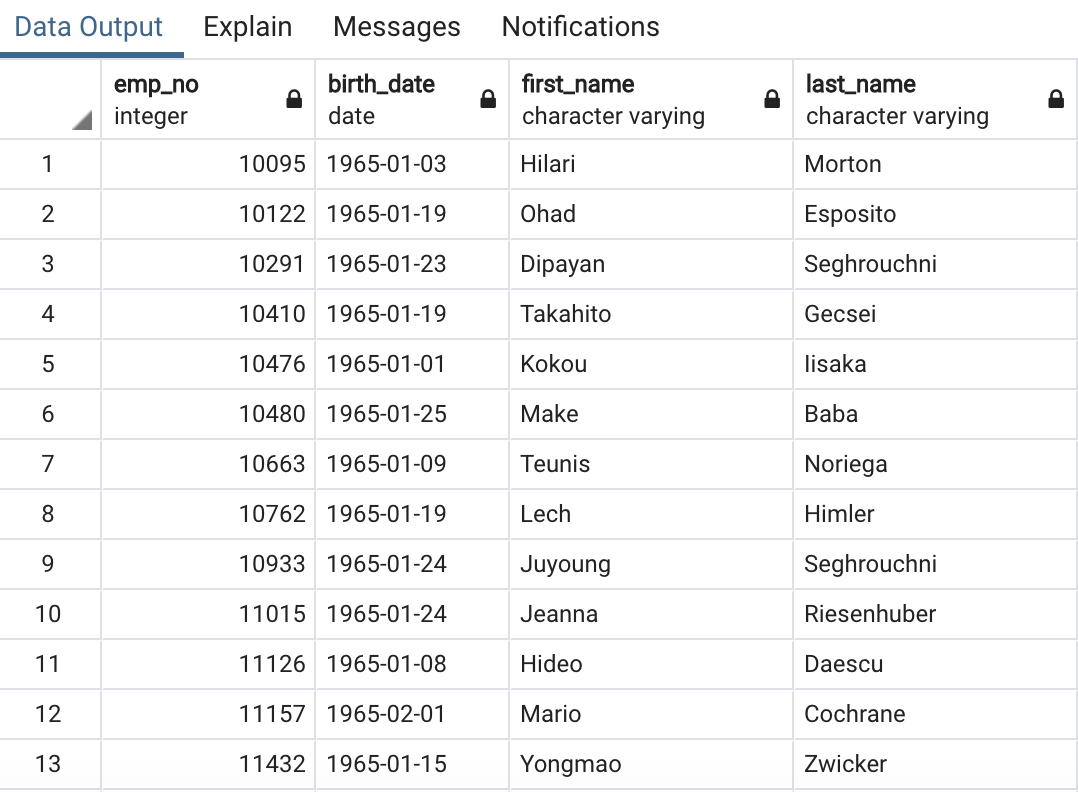 Data Output Explain Messages Notifications
emp_no birth_date first_name last_name
integer date character varying character varying
1 10095 1965-01-03 Hilari Morton
2 10122 1965-01-19 Ohad Esposito
3 10291 1965-01-23 Dipayan Seghrouchni
4 10410 1965-01-19 Takahito Gecsei
5 10476 1965-01-01 Kokou Iisaka
6 10480 1965-01-25 Make Baba
7 10663 1965-01-09 Teunis Noriega
8 10762 1965-01-19 Lech Himler
9 10933 1965-01-24 Juyoung Seghrouchni
10 11015 1965-01-24 Jeanna Riesenhuber
11 11126 1965-01-08 Hideo Daescu
12 11157 1965-02-01 Mario Cochrane
13 11432 1965-01-15 Yongmao Zwicker